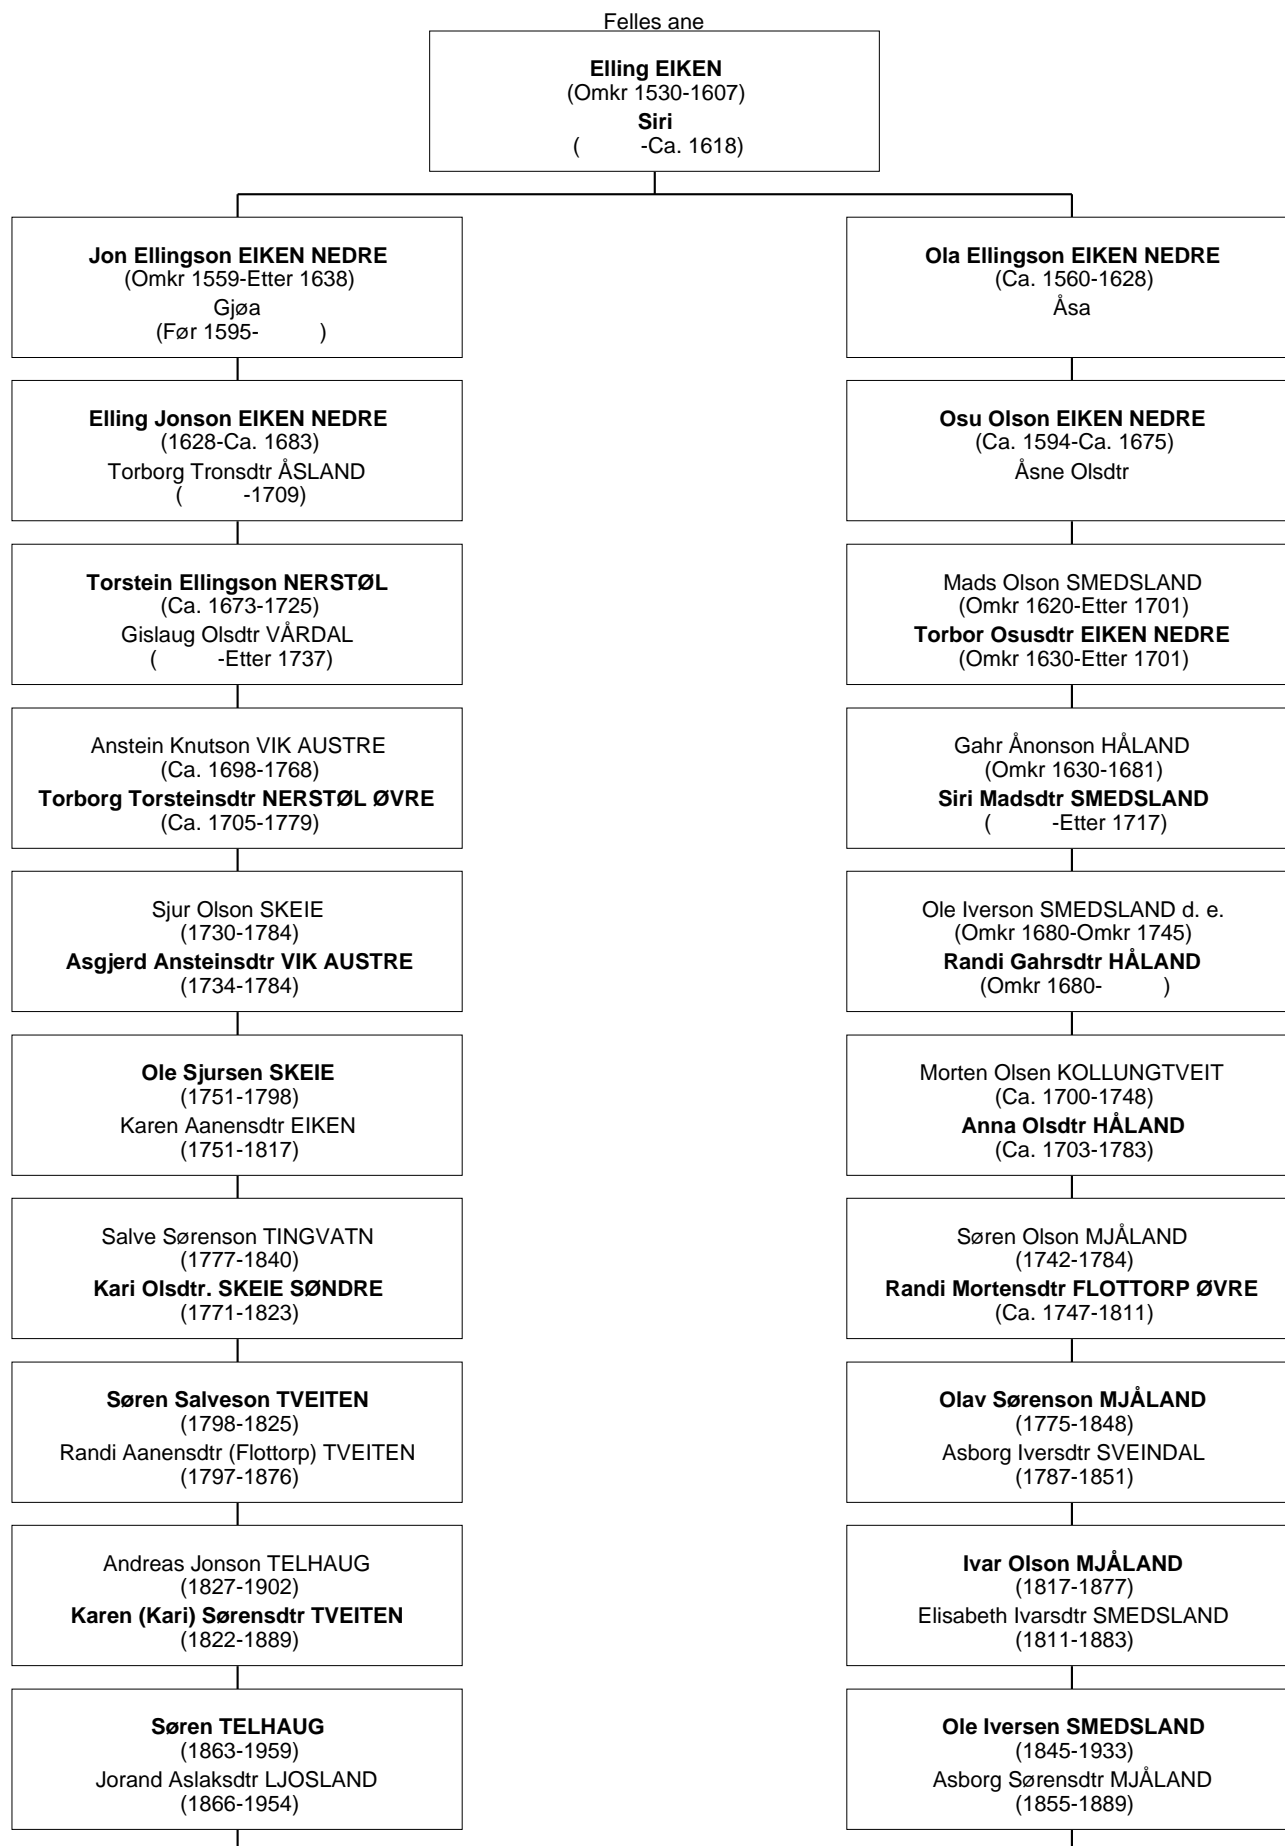 Felles ane
Elling EIKEN
(Omkr 1530-1607)
Siri
(          -Ca. 1618)
Jon Ellingson EIKEN NEDRE
(Omkr 1559-Etter 1638)
Gjøa
(Før 1595-          )
Ola Ellingson EIKEN NEDRE
(Ca. 1560-1628)
Åsa
Elling Jonson EIKEN NEDRE
(1628-Ca. 1683)
Torborg Tronsdtr ÅSLAND
(          -1709)
Osu Olson EIKEN NEDRE
(Ca. 1594-Ca. 1675)
Åsne Olsdtr
Torstein Ellingson NERSTØL
(Ca. 1673-1725)
Gislaug Olsdtr VÅRDAL
(          -Etter 1737)
Mads Olson SMEDSLAND
(Omkr 1620-Etter 1701)
Torbor Osusdtr EIKEN NEDRE
(Omkr 1630-Etter 1701)
Anstein Knutson VIK AUSTRE
(Ca. 1698-1768)
Torborg Torsteinsdtr NERSTØL ØVRE
(Ca. 1705-1779)
Gahr Ånonson HÅLAND
(Omkr 1630-1681)
Siri Madsdtr SMEDSLAND
(          -Etter 1717)
Sjur Olson SKEIE
(1730-1784)
Asgjerd Ansteinsdtr VIK AUSTRE
(1734-1784)
Ole Iverson SMEDSLAND d. e.
(Omkr 1680-Omkr 1745)
Randi Gahrsdtr HÅLAND
(Omkr 1680-          )
Ole Sjursen SKEIE
(1751-1798)
Karen Aanensdtr EIKEN
(1751-1817)
Morten Olsen KOLLUNGTVEIT
(Ca. 1700-1748)
Anna Olsdtr HÅLAND
(Ca. 1703-1783)
Salve Sørenson TINGVATN
(1777-1840)
Kari Olsdtr. SKEIE SØNDRE
(1771-1823)
Søren Olson MJÅLAND
(1742-1784)
Randi Mortensdtr FLOTTORP ØVRE
(Ca. 1747-1811)
Søren Salveson TVEITEN
(1798-1825)
Randi Aanensdtr (Flottorp) TVEITEN
(1797-1876)
Olav Sørenson MJÅLAND
(1775-1848)
Asborg Iversdtr SVEINDAL
(1787-1851)
Andreas Jonson TELHAUG
(1827-1902)
Karen (Kari) Sørensdtr TVEITEN
(1822-1889)
Ivar Olson MJÅLAND
(1817-1877)
Elisabeth Ivarsdtr SMEDSLAND
(1811-1883)
Søren TELHAUG
(1863-1959)
Jorand Aslaksdtr LJOSLAND
(1866-1954)
Ole Iversen SMEDSLAND
(1845-1933)
Asborg Sørensdtr MJÅLAND
(1855-1889)